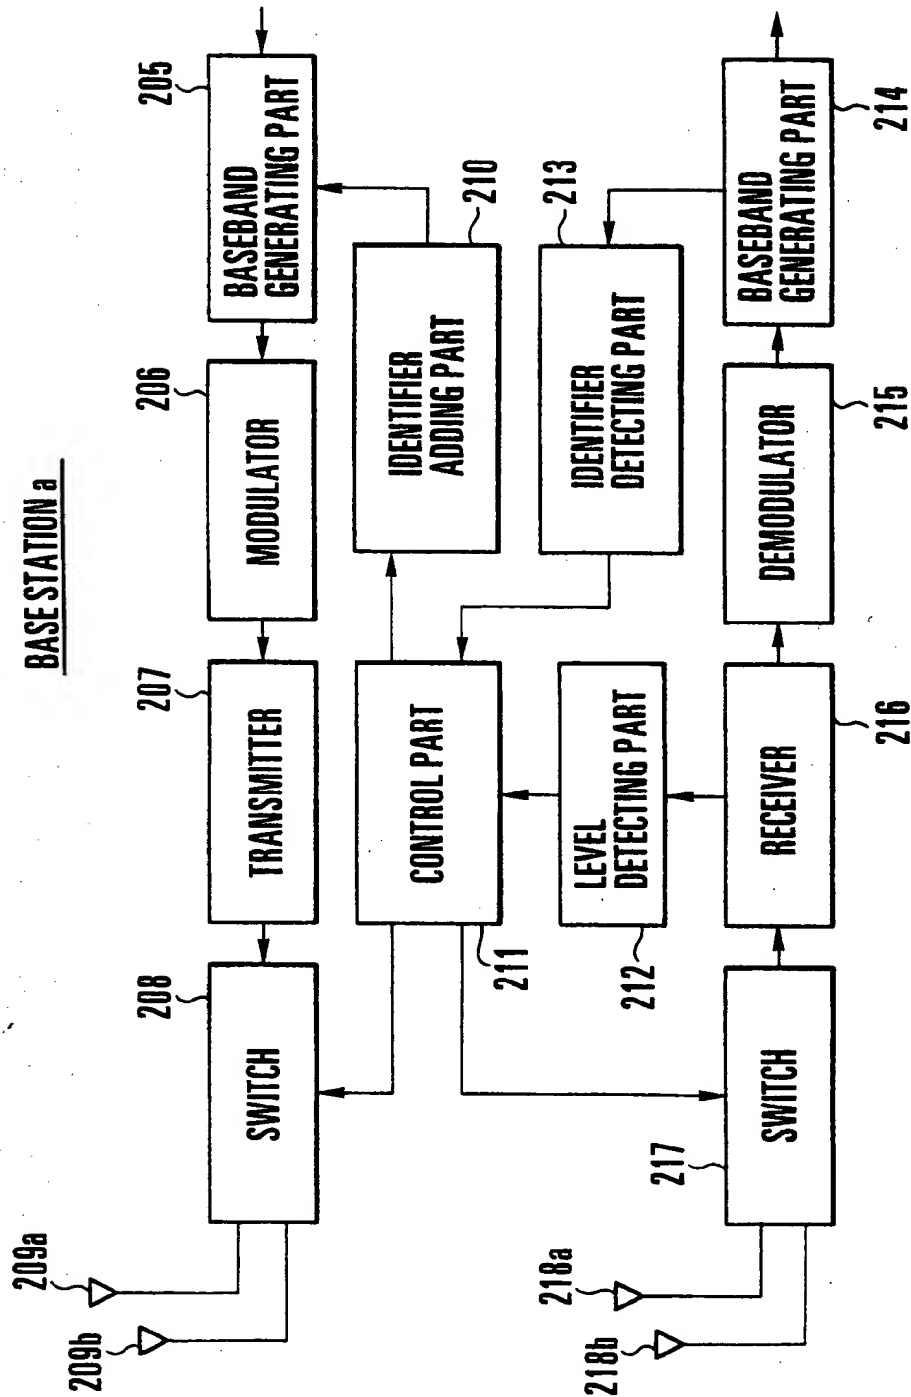 BASE STATION a
209a
209b
208
SWITCH
207
TRANSMITTER
206
MODULATOR
205
BASEBAND
GENERATING PART
211
CONTROL PART
IDENTIFIER
ADDING PART
210
212
LEVEL
DETECTING PART
IDENTIFIER
DETECTING PART
213
218a
218b
217
SWITCH
RECEIVER
216
DEMODULATOR
215
BASEBAND
GENERATING PART
214